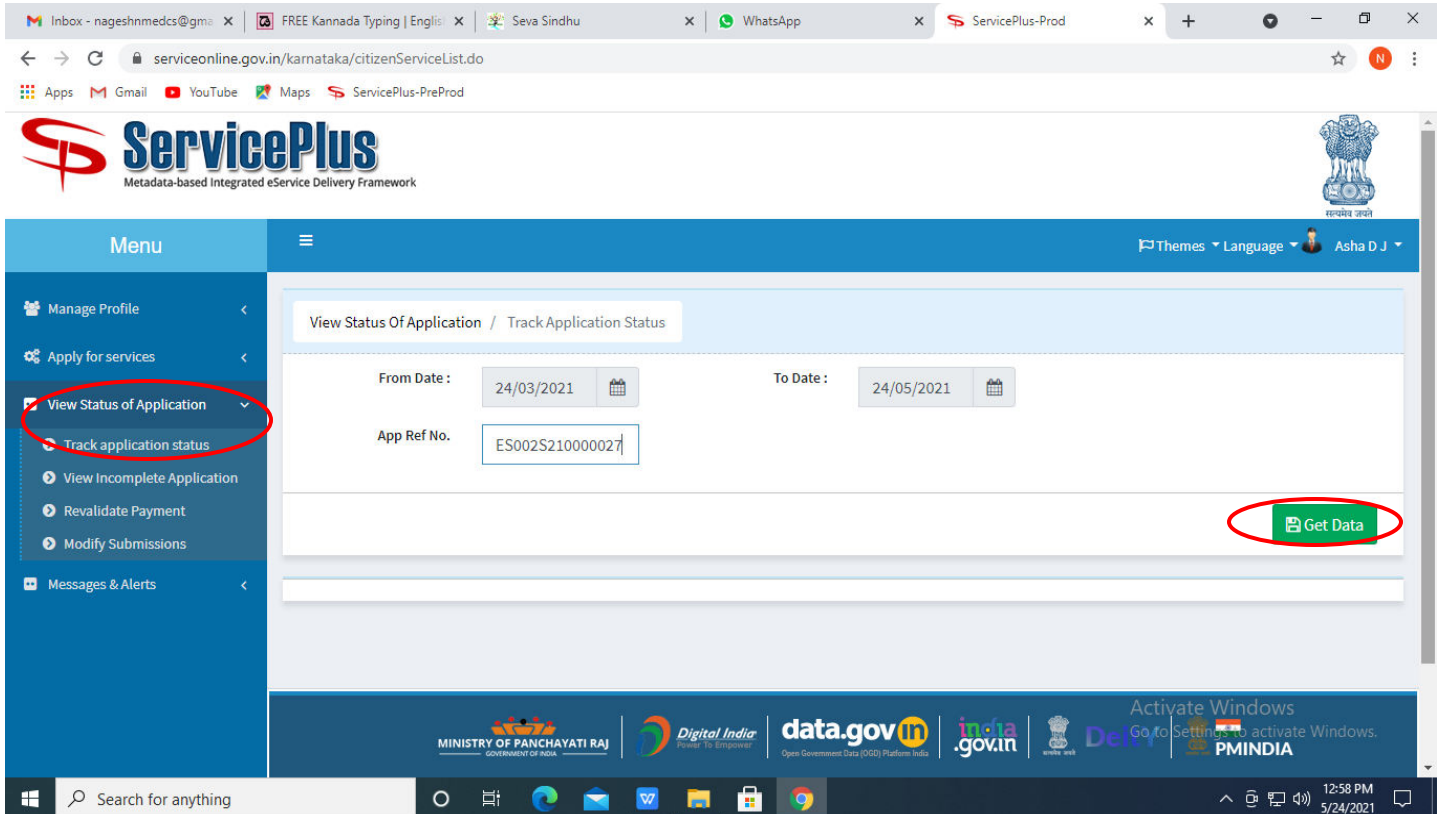 Inbox - nageshnmedcs@gma
FREE Kannada Typing | Englis
Seva Sindhu
WhatsApp
ServicePlus-Prod
serviceonline.gov.in/karnataka/citizenServiceList.do
N
Apps Gmail YouTube Maps ServicePlus-PreProd
ServicePlus
Metadata-based Integrated eService Delivery Framework
सत्यमेव जयते
Menu
Themes Language Asha D J
Manage Profile
Apply for services
View Status of Application
Track application status
View Incomplete Application
Revalidate Payment
Modify Submissions
Messages & Alerts
View Status Of Application / Track Application Status
From Date : 24/03/2021 To Date : 24/05/2021
App Ref No. ES002S210000027
Get Data
MINISTRY OF PANCHAYATI RAJ
GOVERNMENT OF INDIA
Digital India
Power To Empower
data.gov in
Open Government Data (OGD) Platform India
india
.gov.in
PMINDIA
Activate Windows
Go to Settings to activate Windows.
Search for anything
12:58 PM
5/24/2021